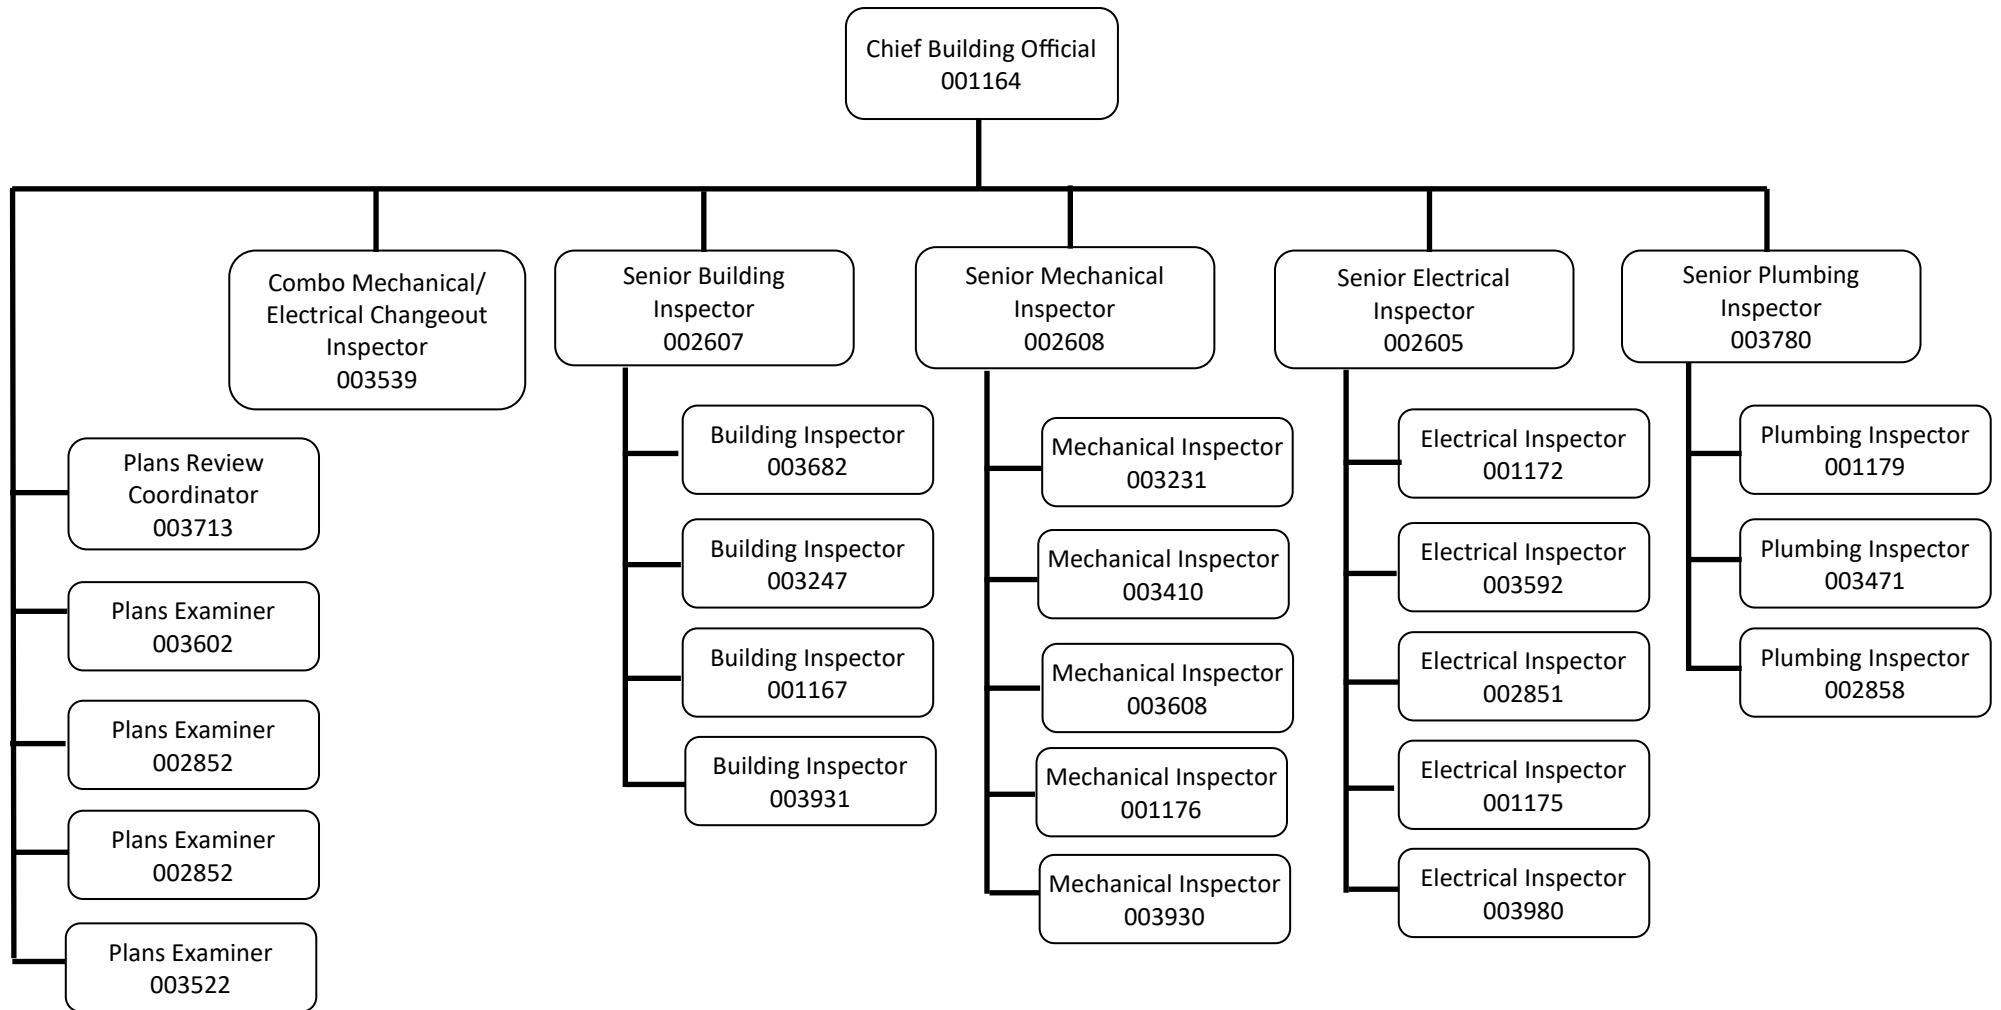 Chief Building Official
001164
Combo Mechanical/
Electrical Changeout
Inspector
003539
Senior Building
Inspector
002607
Senior Mechanical
Inspector
002608
Senior Electrical
Inspector
002605
Senior Plumbing
Inspector
003780
Plans Review
Coordinator
003713
Plans Examiner
003602
Plans Examiner
002852
Plans Examiner
002852
Plans Examiner
003522
Building Inspector
003682
Building Inspector
003247
Building Inspector
001167
Building Inspector
003931
Mechanical Inspector
003231
Mechanical Inspector
003410
Mechanical Inspector
003608
Mechanical Inspector
001176
Mechanical Inspector
003930
Electrical Inspector
001172
Electrical Inspector
003592
Electrical Inspector
002851
Electrical Inspector
001175
Electrical Inspector
003980
Plumbing Inspector
001179
Plumbing Inspector
003471
Plumbing Inspector
002858